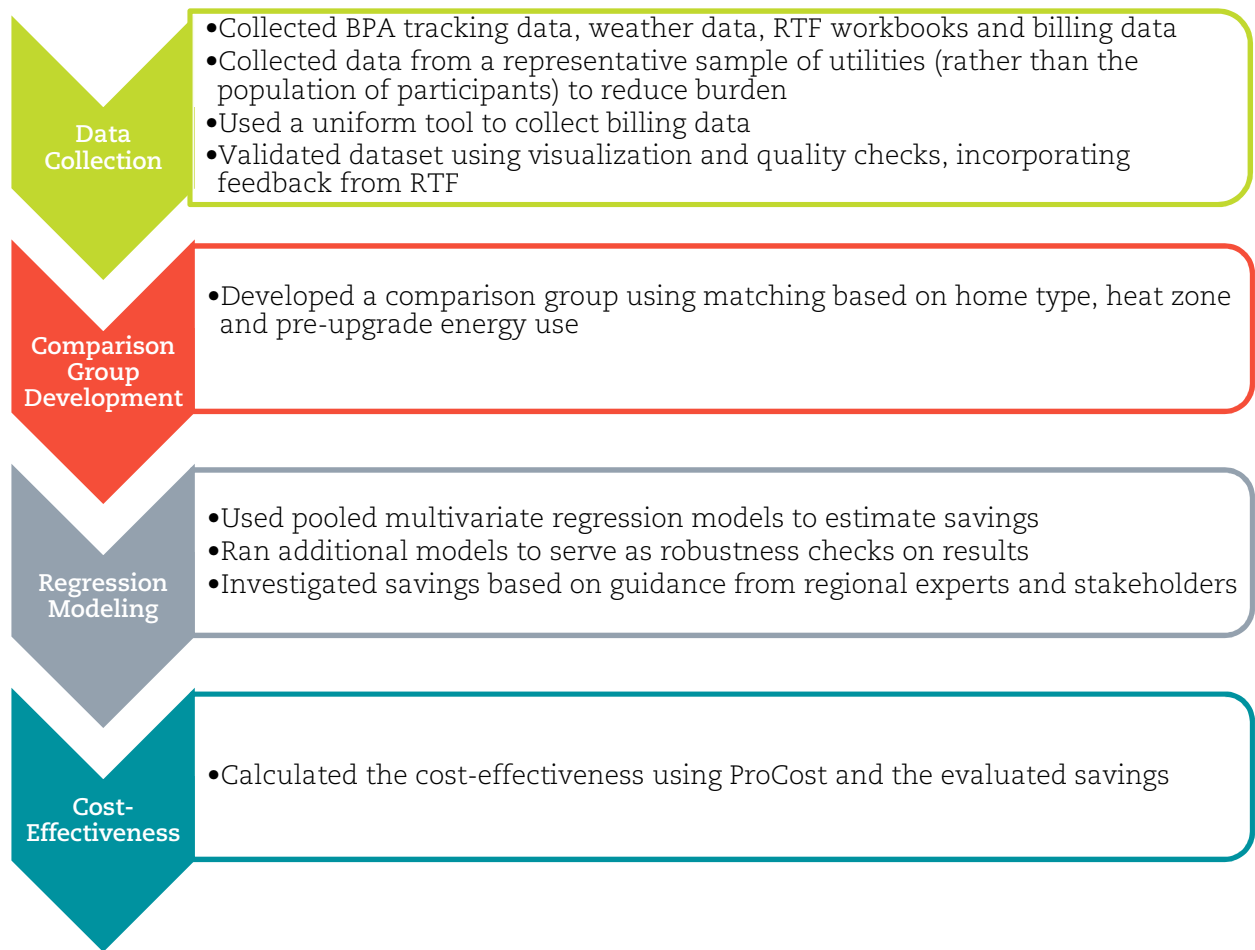 Data
Collection
•Collected BPA tracking data, weather data, RTF workbooks and billing data
•Collected data from a representative sample of utilities (rather than the
population of participants) to reduce burden
•Used a uniform tool to collect billing data
•Validated dataset using visualization and quality checks, incorporating
feedback from RTF
Comparison
Group
Development
•Developed a comparison group using matching based on home type, heat zone
and pre-upgrade energy use
Regression
Modeling
•Used pooled multivariate regression models to estimate savings
•Ran additional models to serve as robustness checks on results
•Investigated savings based on guidance from regional experts and stakeholders
Cost-
Effectiveness
•Calculated the cost-effectiveness using ProCost and the evaluated savings